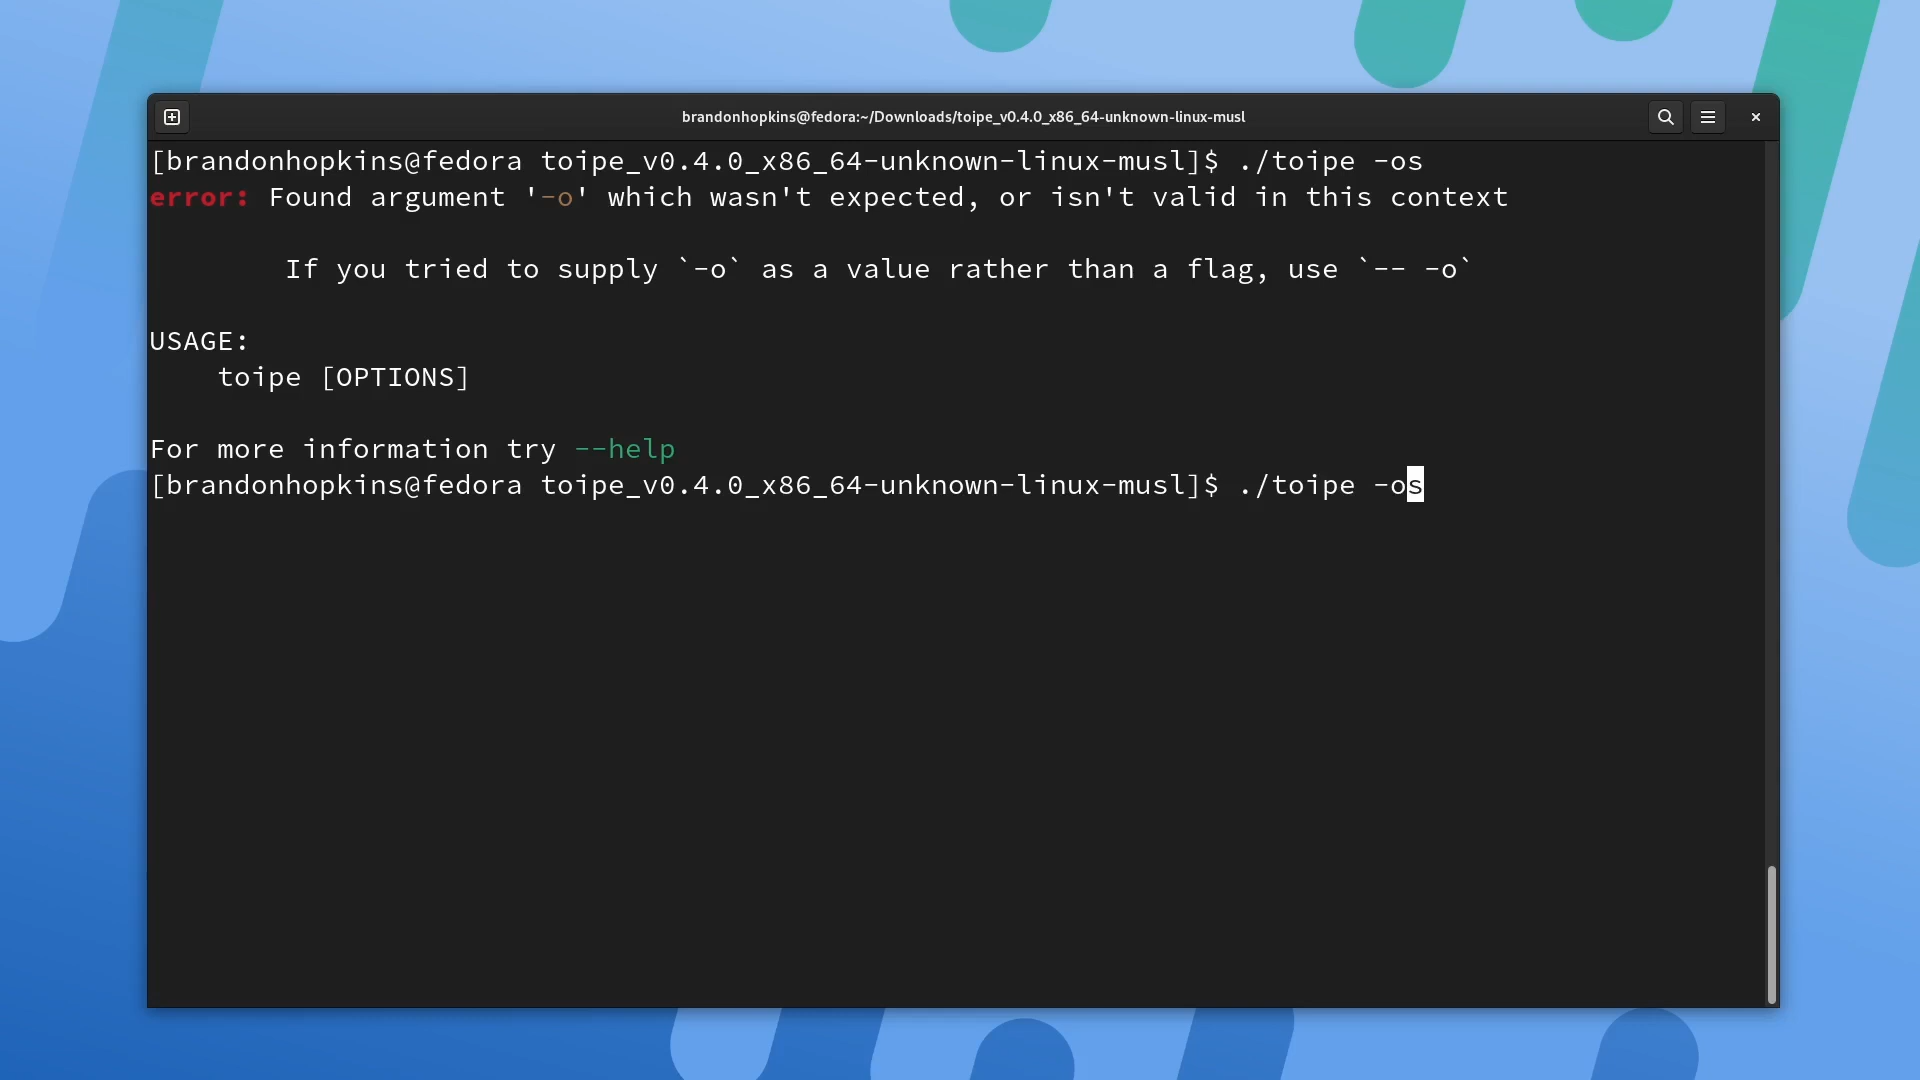 brandonhopkins@fedora:~/Downloads/toipe_v0.4.0_x86_64-unknown-linux-musl
[brandonhopkins@fedora toipe_v0.4.0_x86_64-unknown-linux-musl]$ ./toipe -os
error: Found argument '-o' which wasn't expected, or isn't valid in this context
If you tried to supply `-o` as a value rather than a flag, use `-- -o`
USAGE:
toipe [OPTIONS]
For more information try --help
[brandonhopkins@fedora toipe_v0.4.0_x86_64-unknown-linux-musl]$ ./toipe -os